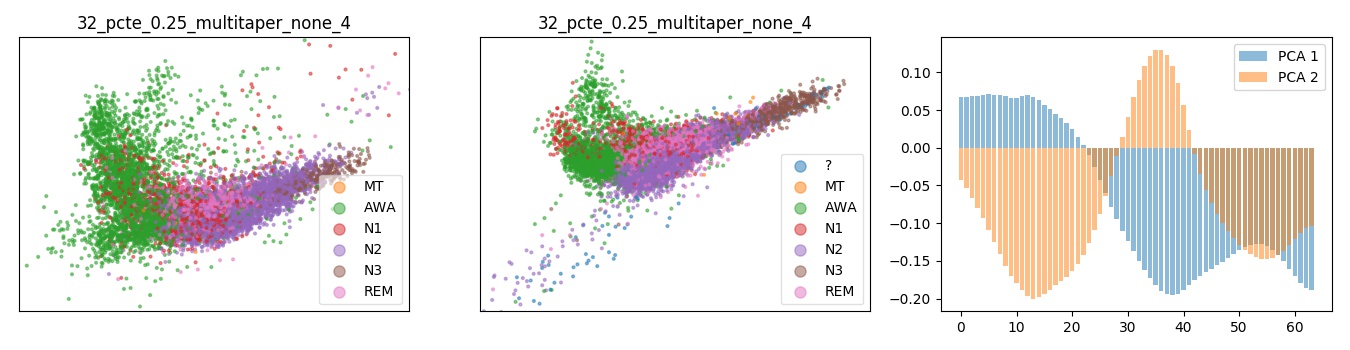 32_pcte_0.25_multitaper_none_4
MT
AWA
N1
N2
N3
REM
32_pcte_0.25_multitaper_none_4
?
MT
AWA
N1
N2
N3
REM
PCA 1
PCA 2
0.10
0.05
0.00
−0.05
−0.10
−0.15
−0.20
0 10 20 30 40 50 60